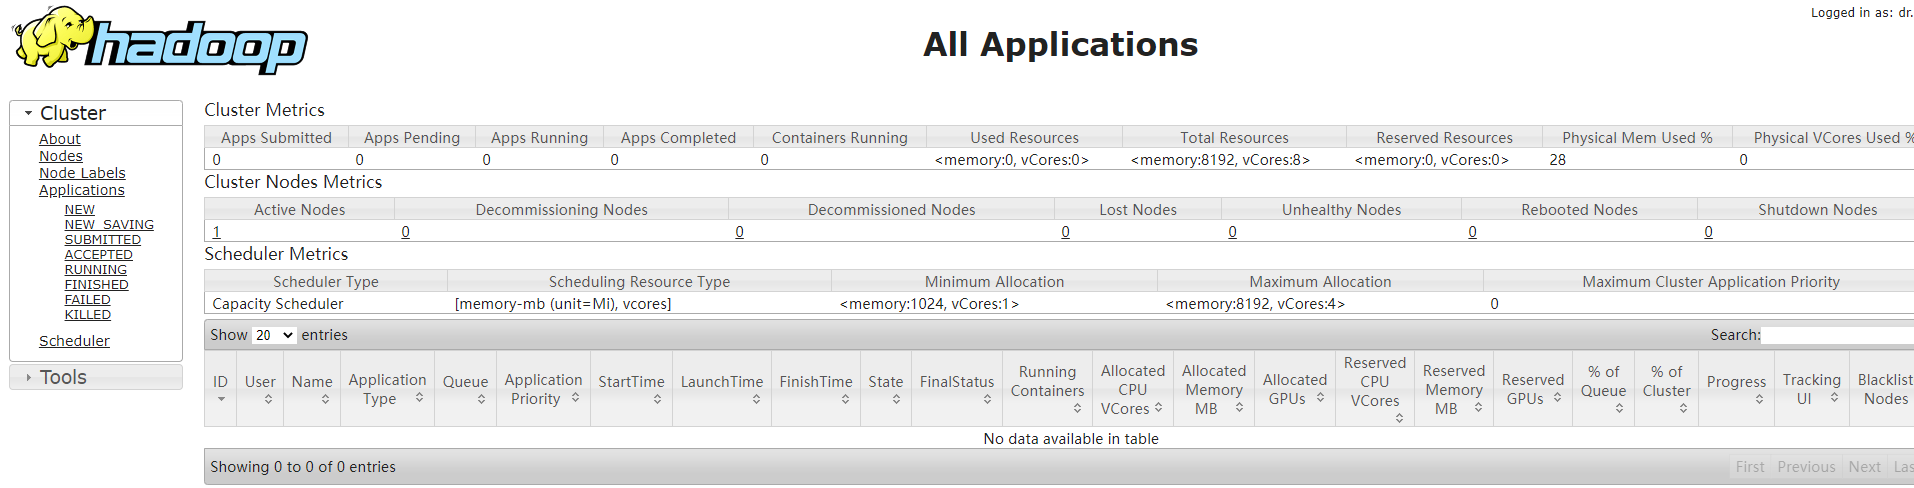 hadoop
Logged in as: dr.
All Applications
Cluster
About
Nodes
Node Labels
Applications
NEW
NEW_SAVING
SUBMITTED
ACCEPTED
RUNNING
FINISHED
FAILED
KILLED
Scheduler
Tools
Cluster Metrics
Apps Submitted Apps Pending Apps Running Apps Completed Containers Running Used Resources Total Resources Reserved Resources Physical Mem Used % Physical VCores Used %
0 0 0 0 0 <memory:0, vCores:0> <memory:8192, vCores:8> <memory:0, vCores:0> 28 0
Cluster Nodes Metrics
Active Nodes Decommissioning Nodes Decommissioned Nodes Lost Nodes Unhealthy Nodes Rebooted Nodes Shutdown Nodes
1 0 0 0 0 0 0
Scheduler Metrics
Scheduler Type Scheduling Resource Type Minimum Allocation Maximum Allocation Maximum Cluster Application Priority
Capacity Scheduler [memory-mb (unit=Mi), vcores] <memory:1024, vCores:1> <memory:8192, vCores:4> 0
Show 20 entries Search:
ID User Name Application Type Queue Application Priority StartTime LaunchTime FinishTime State FinalStatus Running Containers Allocated CPU VCores Allocated Memory MB Allocated GPUs Reserved CPU VCores Reserved Memory MB Reserved GPUs % of Queue % of Cluster Progress Tracking UI Blacklist Nodes
No data available in table
Showing 0 to 0 of 0 entries First Previous Next Las